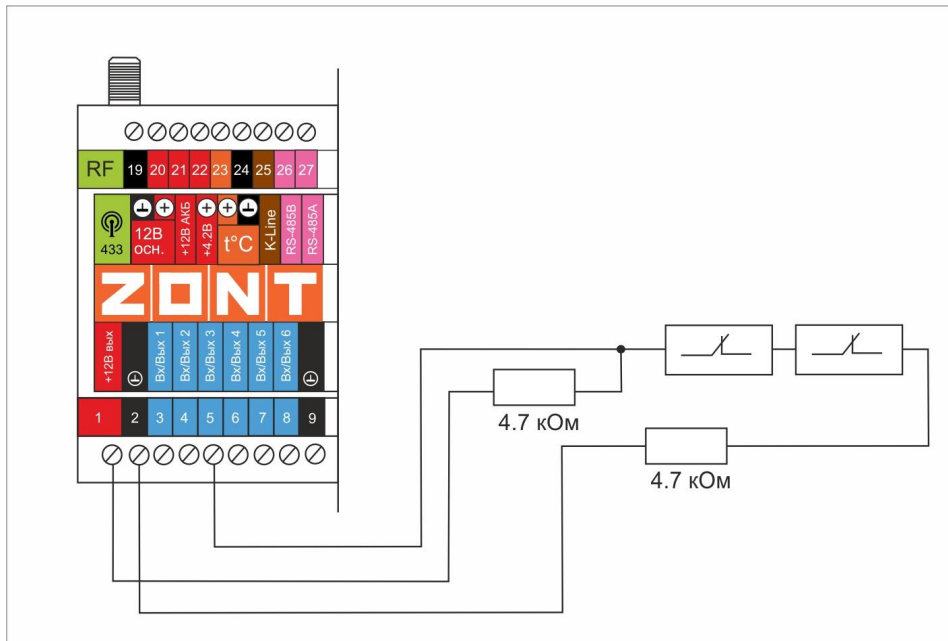 RF 19 20 21 22 23 24 25 26 27
433
12В
осн.
+12В АКБ
+4.2В
t°C
K-Line
RS-485B
RS-485A
ZONT
+12В вых
Вх/Вых 1
Вх/Вых 2
Вх/Вых 3
Вх/Вых 4
Вх/Вых 5
Вх/Вых 6
1 2 3 4 5 6 7 8 9
4.7 кОм
4.7 кОм